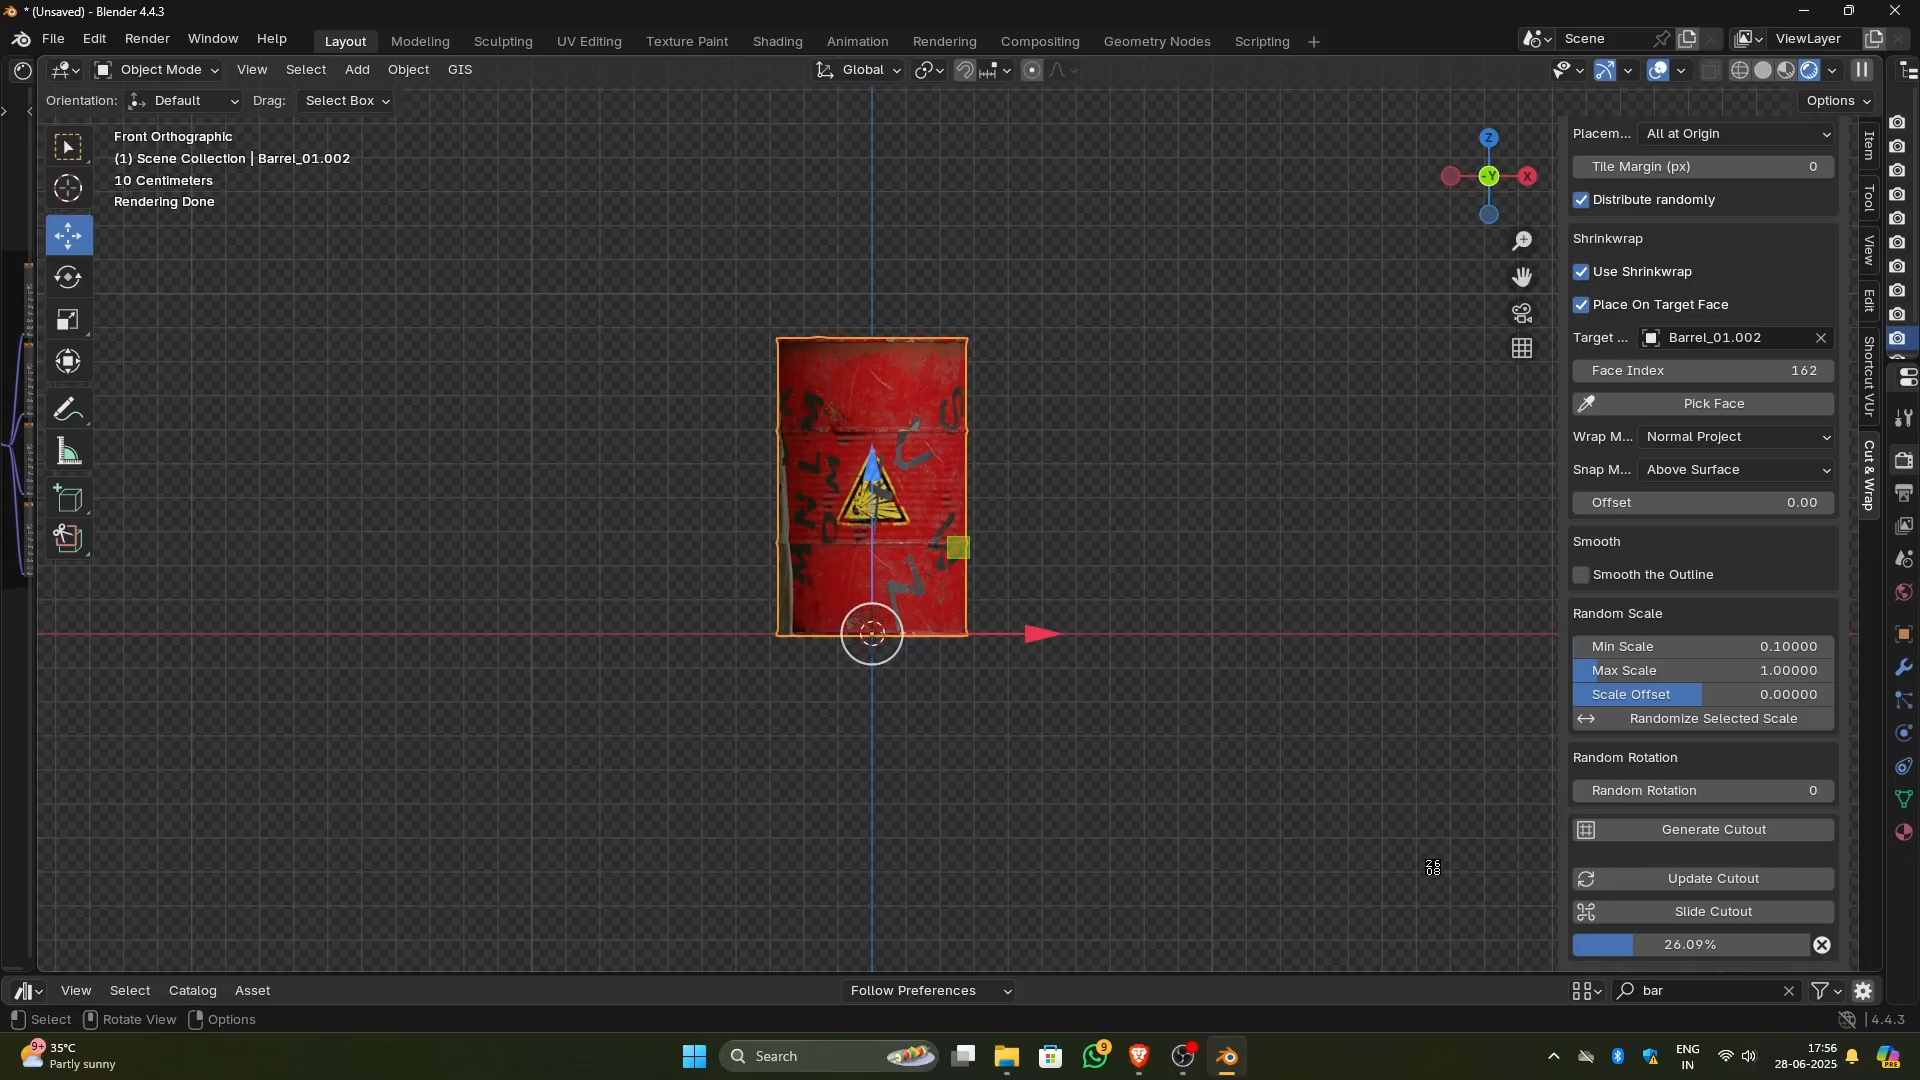 * (Unsaved) - Blender 4.4.3
File Edit Render Window Help
Layout Modeling Sculpting UV Editing Texture Paint Shading Animation Rendering Compositing Geometry Nodes Scripting +
Scene
ViewLayer
Object Mode View Select Add Object GIS
Global
Orientation: Default Drag: Select Box
Options
Front Orthographic
(1) Scene Collection | Barrel_01.002
10 Centimeters
Rendering Done
Z
-Y
X
Placem... All at Origin
Tile Margin (px) 0
Distribute randomly
Shrinkwrap
Use Shrinkwrap
Place On Target Face
Target ... Barrel_01.002
Face Index 162
Pick Face
Wrap M... Normal Project
Snap M... Above Surface
Offset 0.00
Smooth
Smooth the Outline
Random Scale
Min Scale 0.10000
Max Scale 1.00000
Scale Offset 0.00000
Randomize Selected Scale
Random Rotation
Random Rotation 0
Generate Cutout
Update Cutout
Slide Cutout
26.09%
Item
Tool
View
Edit
Shortcut VUr
Cut & Wrap
26
08
View Select Catalog Asset
Follow Preferences
bar
Select Rotate View Options
4.4.3
9+
35°C
Partly sunny
Search
9
ENG
IN
17:56
28-06-2025
PRE